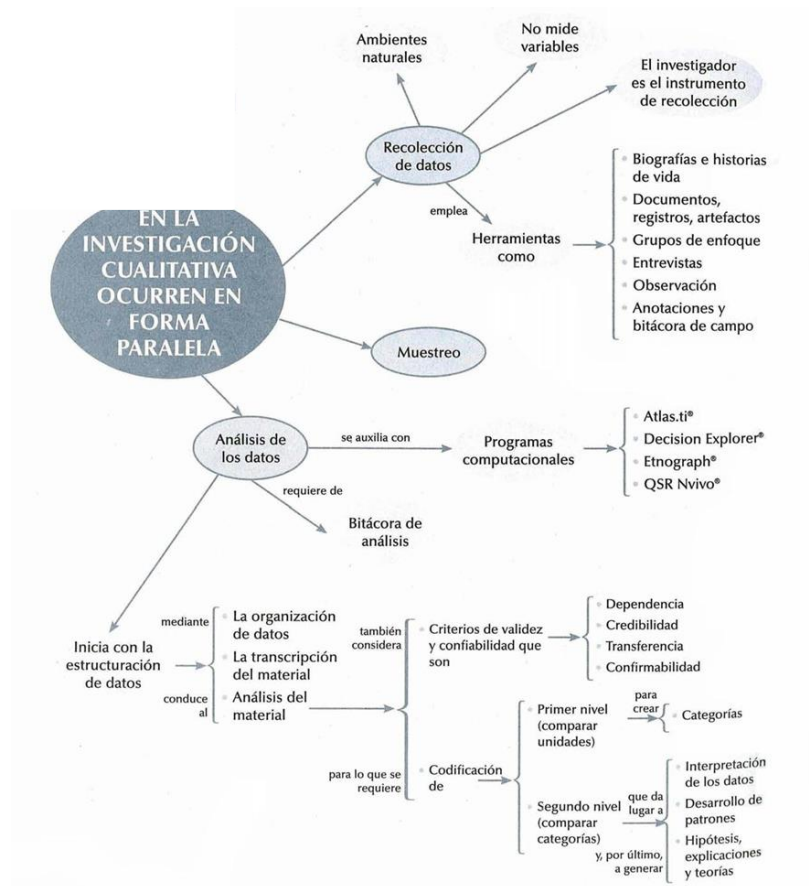 Ambientes
naturales
No mide
variables
El investigador
es el instrumento
de recolección
Recolección
de datos
emplea
Herramientas
como
Biografías e historias
de vida
Documentos,
registros, artefactos
Grupos de enfoque
Entrevistas
Observación
Anotaciones y
bitácora de campo
EN LA
INVESTIGACIÓN
CUALITATIVA
OCURREN EN
FORMA
PARALELA
Muestreo
Análisis de
los datos
se auxilia con
Programas
computacionales
Atlas.ti®
Decision Explorer®
Etnograph®
QSR Nvivo®
requiere de
Bitácora de
análisis
Inicia con la
estructuración
de datos
mediante
La organización
de datos
La transcripción
del material
conduce
al
Análisis del
material
también
considera
Criterios de validez
y confiabilidad que
son
Dependencia
Credibilidad
Transferencia
Confirmabilidad
para lo que se
requiere
Codificación
de
Primer nivel
(comparar
unidades)
para
crear
Categorías
Segundo nivel
(comparar
categorías)
que da
lugar a
Interpretación
de los datos
Desarrollo de
patrones
y, por último,
a generar
Hipótesis,
explicaciones
y teorías